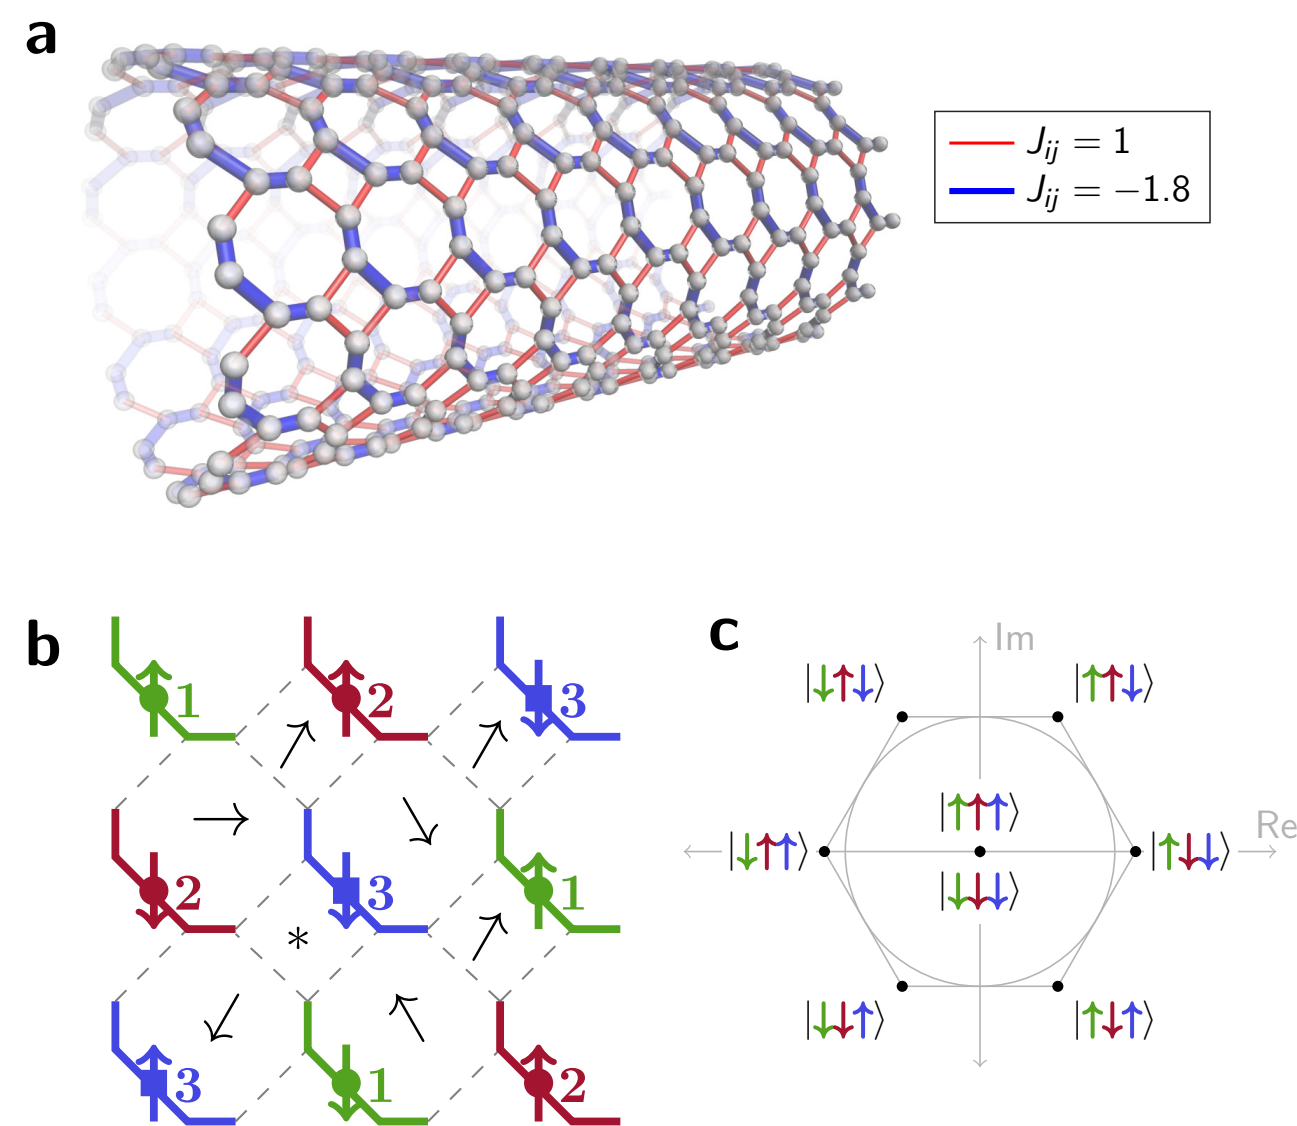 a
J_ij = 1
J_ij = −1.8
b
1 2 3
2 3 1
*
3 1 2
c
Im
|↓↑↓⟩ |↑↑↓⟩
|↑↑↑⟩
Re
|↓↑↑⟩ |↑↓↓⟩
|↓↓↓⟩
|↓↓↑⟩ |↑↓↑⟩